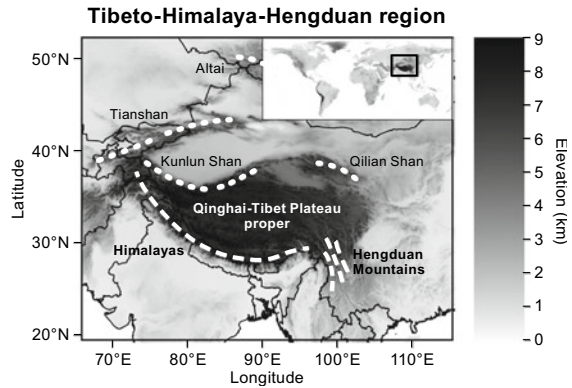 Tibeto-Himalaya-Hengduan region
50°N
40°N
30°N
20°N
Latitude
Altai
Tianshan
Kunlun Shan
Qilian Shan
Qinghai-Tibet Plateau
proper
Himalayas
Hengduan
Mountains
70°E
80°E
90°E
100°E
110°E
Longitude
9
8
7
6
5
4
3
2
1
0
Elevation (km)